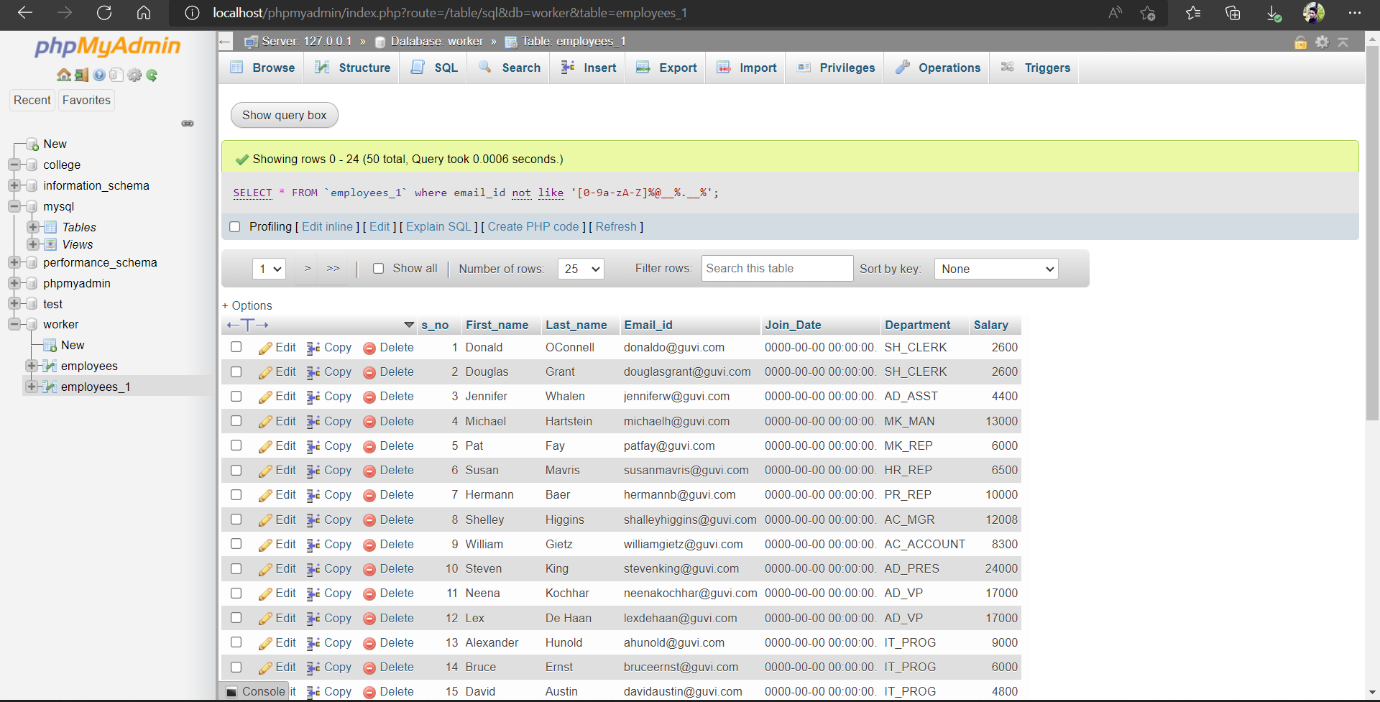 localhost/phpmyadmin/index.php?route=/table/sql&db=worker&table=employees_1
phpMyAdmin
Recent Favorites
New
college
information_schema
mysql
Tables
Views
performance_schema
phpmyadmin
test
worker
New
employees
employees_1
Server: 127.0.0.1 » Database: worker » Table: employees_1
Browse Structure SQL Search Insert Export Import Privileges Operations Triggers
Show query box
Showing rows 0 - 24 (50 total, Query took 0.0006 seconds.)
SELECT * FROM `employees_1` where email_id not like '[0-9a-zA-Z]%@__%.__%';
Profiling [ Edit inline ] [ Edit ] [ Explain SQL ] [ Create PHP code ] [ Refresh ]
1 > >> Show all Number of rows: 25 Filter rows: Search this table Sort by key: None
+ Options
←T→ s_no First_name Last_name Email_id Join_Date Department Salary
Edit Copy Delete 1 Donald OConnell donaldo@guvi.com 0000-00-00 00:00:00. SH_CLERK 2600
Edit Copy Delete 2 Douglas Grant douglasgrant@guvi.com 0000-00-00 00:00:00. SH_CLERK 2600
Edit Copy Delete 3 Jennifer Whalen jenniferw@guvi.com 0000-00-00 00:00:00. AD_ASST 4400
Edit Copy Delete 4 Michael Hartstein michaelh@guvi.com 0000-00-00 00:00:00. MK_MAN 13000
Edit Copy Delete 5 Pat Fay patfay@guvi.com 0000-00-00 00:00:00. MK_REP 6000
Edit Copy Delete 6 Susan Mavris susanmavris@guvi.com 0000-00-00 00:00:00. HR_REP 6500
Edit Copy Delete 7 Hermann Baer hermannb@guvi.com 0000-00-00 00:00:00. PR_REP 10000
Edit Copy Delete 8 Shelley Higgins shalleyhiggins@guvi.com 0000-00-00 00:00:00. AC_MGR 12008
Edit Copy Delete 9 William Gietz williamgietz@guvi.com 0000-00-00 00:00:00. AC_ACCOUNT 8300
Edit Copy Delete 10 Steven King stevenking@guvi.com 0000-00-00 00:00:00. AD_PRES 24000
Edit Copy Delete 11 Neena Kochhar neenakochhar@guvi.com 0000-00-00 00:00:00. AD_VP 17000
Edit Copy Delete 12 Lex De Haan lexdehaan@guvi.com 0000-00-00 00:00:00. AD_VP 17000
Edit Copy Delete 13 Alexander Hunold ahunold@guvi.com 0000-00-00 00:00:00. IT_PROG 9000
Edit Copy Delete 14 Bruce Ernst bruceernst@guvi.com 0000-00-00 00:00:00. IT_PROG 6000
Console it Copy Delete 15 David Austin davidaustin@guvi.com 0000-00-00 00:00:00. IT_PROG 4800